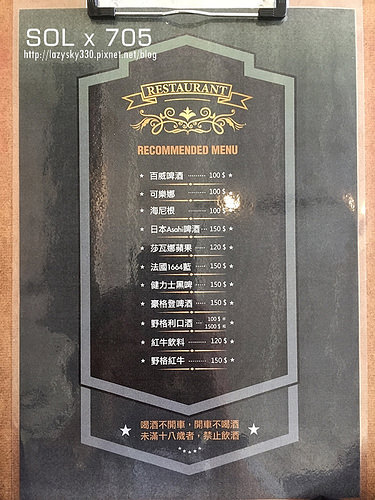 SOL x 705
http://lazysky330.pixnet.net/blog
RESTAURANT
RECOMMENDED MENU
★ 百威啤酒 ········ 100 $ ★
★ 可樂娜 ········ 100 $ ★
★ 海尼根 ········ 100 $ ★
★ 日本Asahi啤酒 ··· 150 $ ★
★ 莎瓦娜蘋果 ····· 120 $ ★
★ 法國1664藍 ····· 150 $ ★
★ 健力士黑啤 ····· 150 $ ★
★ 豪格登啤酒 ····· 150 $ ★
★ 野格利口酒 ··· 100 $ 杯 ★
1500 $ 瓶
★ 紅牛飲料 ······· 120 $ ★
★ 野格紅牛 ······· 150 $ ★
喝酒不開車，開車不喝酒
★ 未滿十八歲者，禁止飲酒 ★
★★★★★